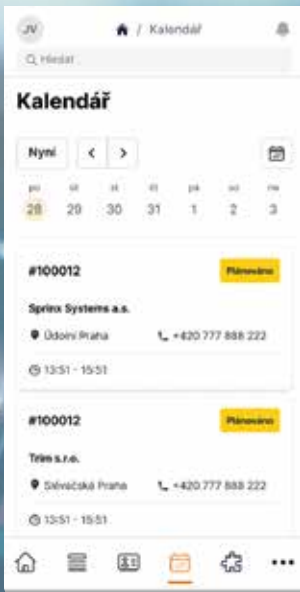 JV / Kalendář
Hledat
Kalendář
Nyní
po út st čt pá so ne
28 29 30 31 1 2 3
#100012 Plánováno
Sprinx Systems a.s.
Údolní Praha +420 777 888 222
13:51 - 15:51
#100012 Plánováno
Trim s.r.o.
Slévačská Praha +420 777 888 222
13:51 - 15:51